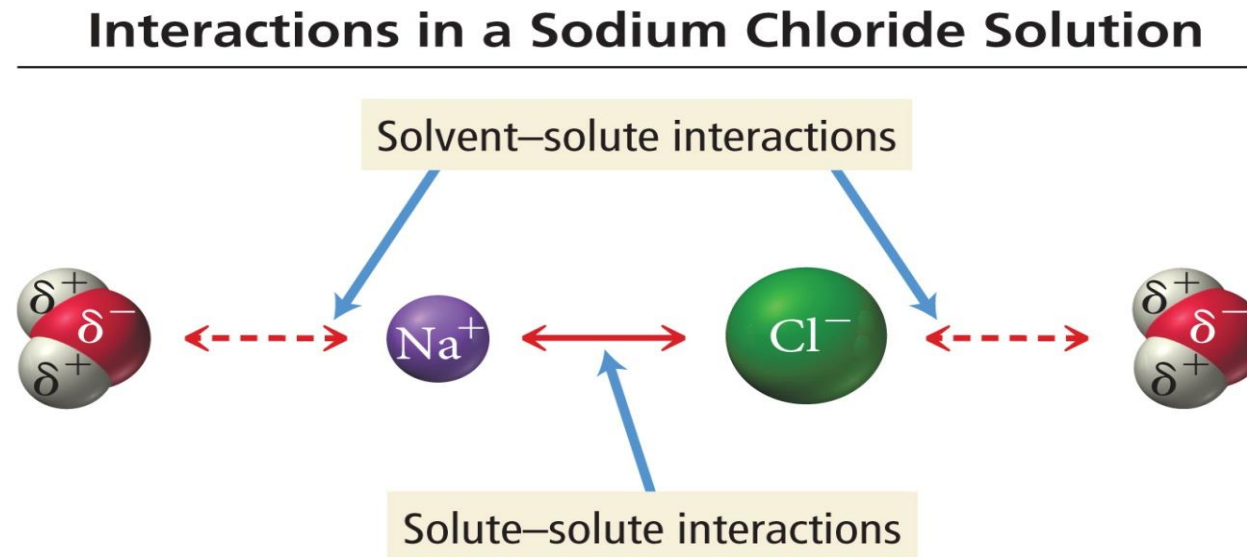 Interactions in a Sodium Chloride Solution
Solvent–solute interactions
δ⁺
δ⁻
δ⁺
Na⁺
Cl⁻
δ⁺
δ⁻
δ⁺
Solute–solute interactions